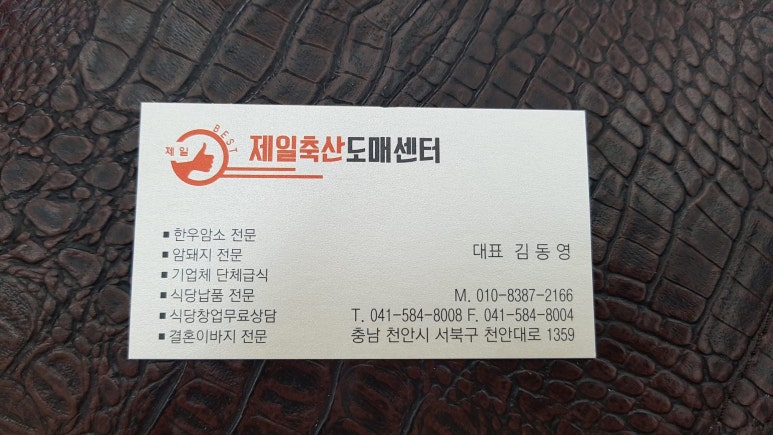 제일
BEST
제일축산도매센터
■ 한우암소 전문
■ 암돼지 전문
■ 기업체 단체급식
■ 식당납품 전문
■ 식당창업무료상담
■ 결혼이바지 전문
대표 김동영
M. 010-8387-2166
T. 041-584-8008 F. 041-584-8004
충남 천안시 서북구 천안대로 1359